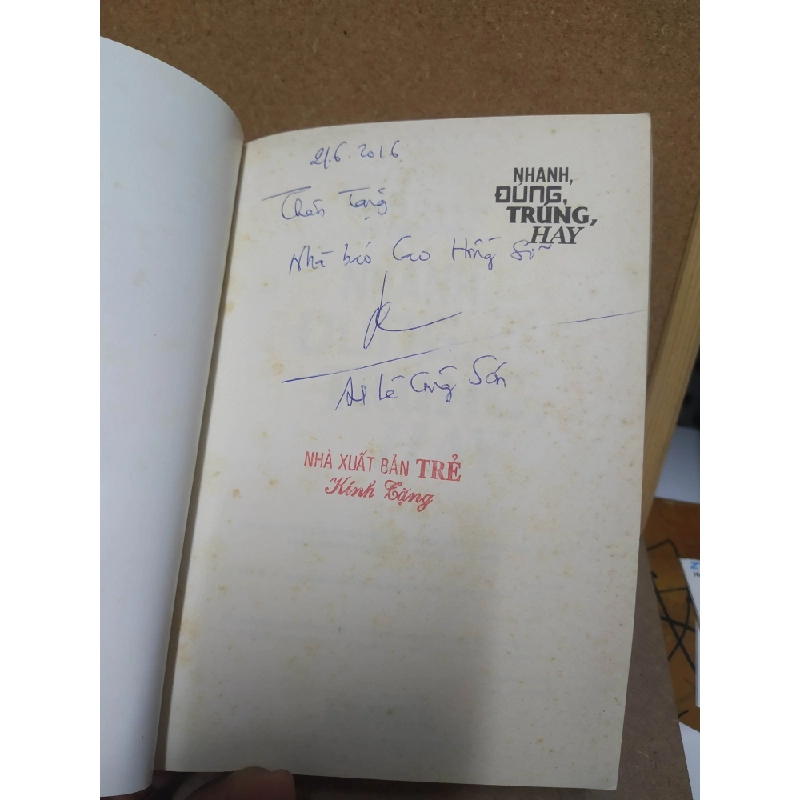 21.6.2016
NHANH,
ĐÚNG,
TRÚNG,
HAY
Thân Tặng
Nhà báo Cao Hồng Sĩ
Lê Công Sơn
NHÀ XUẤT BẢN TRẺ
Kính Tặng